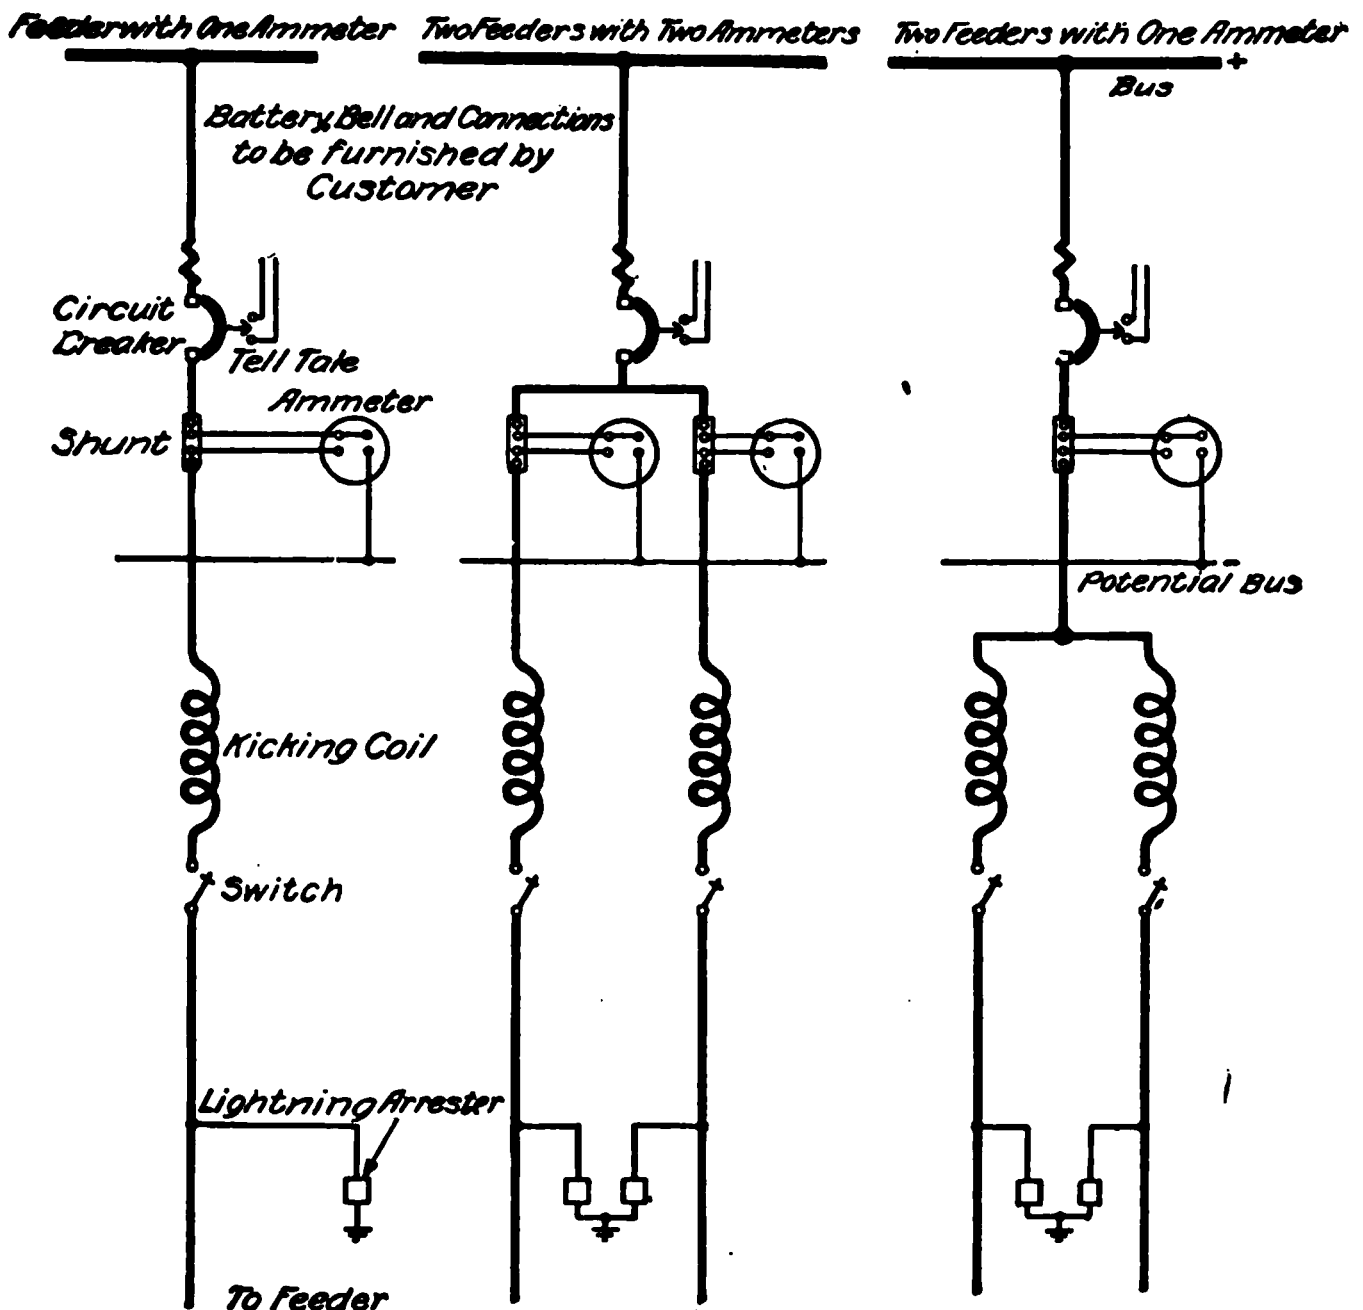 Feeder with One Ammeter
Two Feeders with Two Ammeters
Two Feeders with One Ammeter
+
Bus
Battery, Bell and Connections
to be furnished by
Customer
Circuit
Breaker
Tell Tale
Ammeter
Shunt
-
Potential Bus
Kicking Coil
Switch
Lightning Arrester
To Feeder